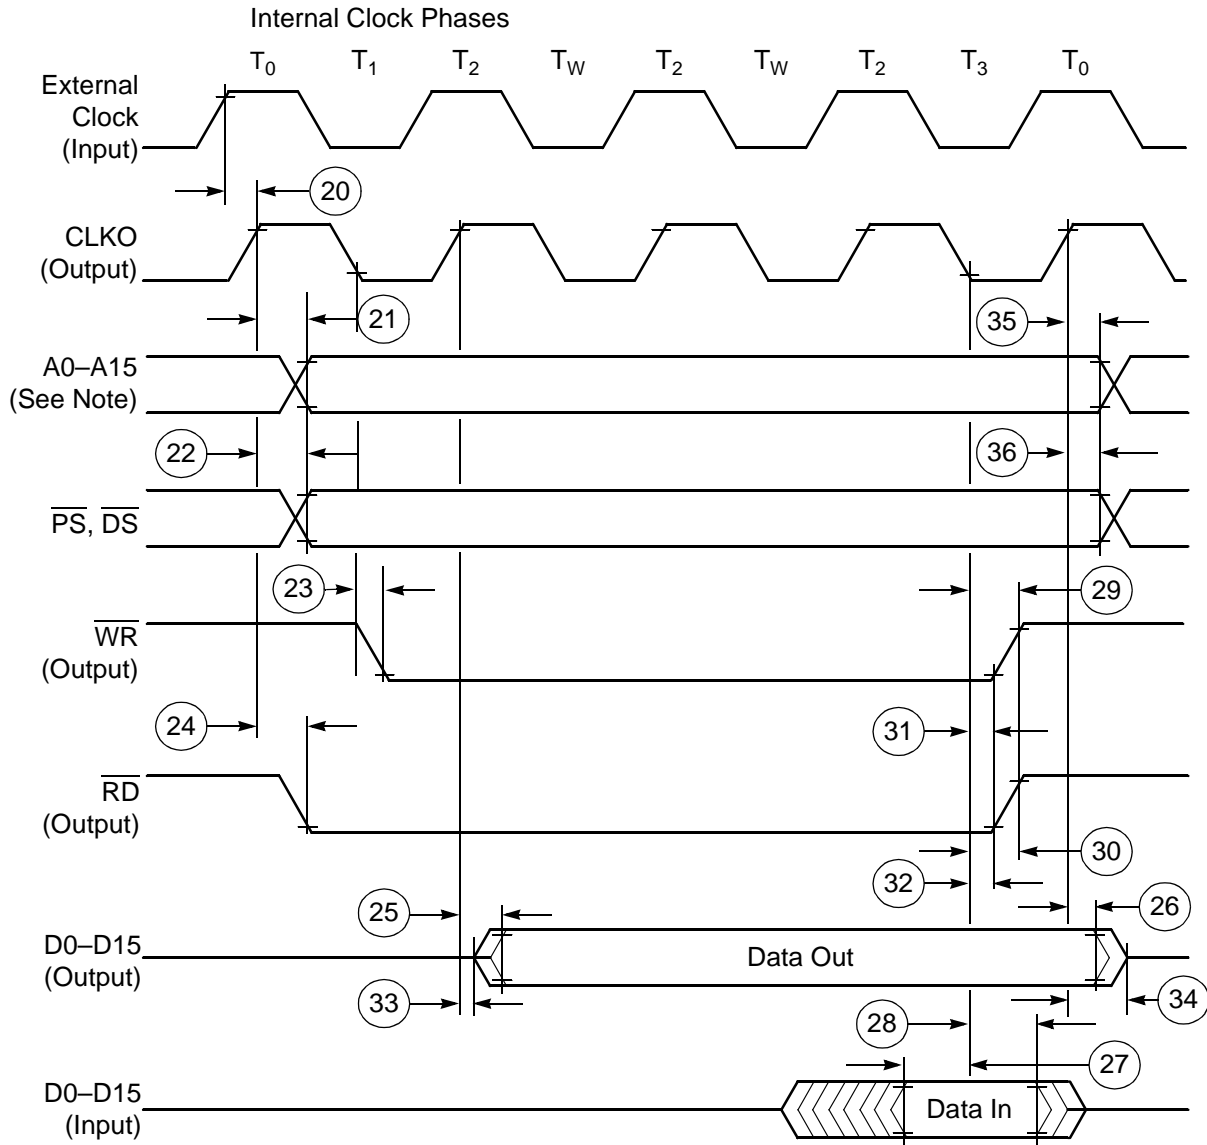 Internal Clock Phases
T0 T1 T2 TW T2 TW T2 T3 T0
External
Clock
(Input)
20
CLKO
(Output)
21
35
A0–A15
(See Note)
22
36
PS, DS
23
29
WR
(Output)
24
31
RD
(Output)
30
32
25
26
D0–D15
(Output)
Data Out
33
34
28
27
D0–D15
(Input)
Data In